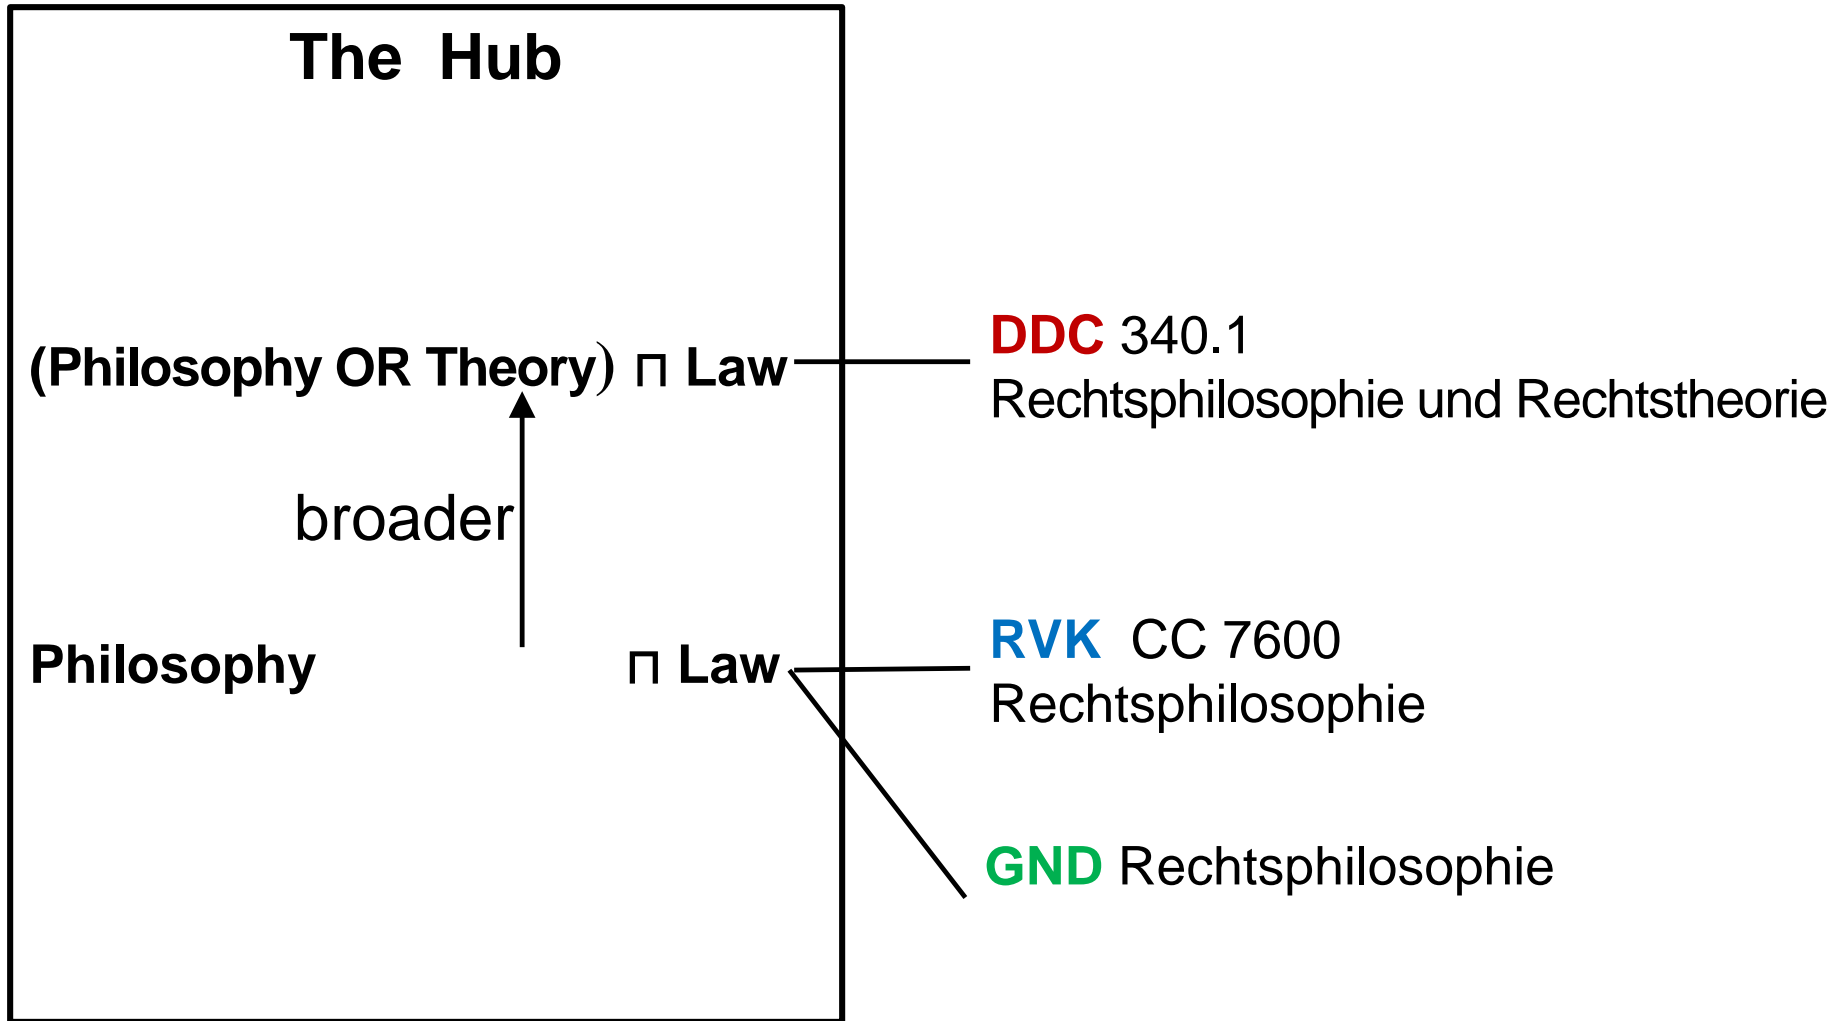 The Hub
(Philosophy OR Theory) ⊓ Law
DDC 340.1
Rechtsphilosophie und Rechtstheorie
broader
Philosophy ⊓ Law
RVK CC 7600
Rechtsphilosophie
GND Rechtsphilosophie